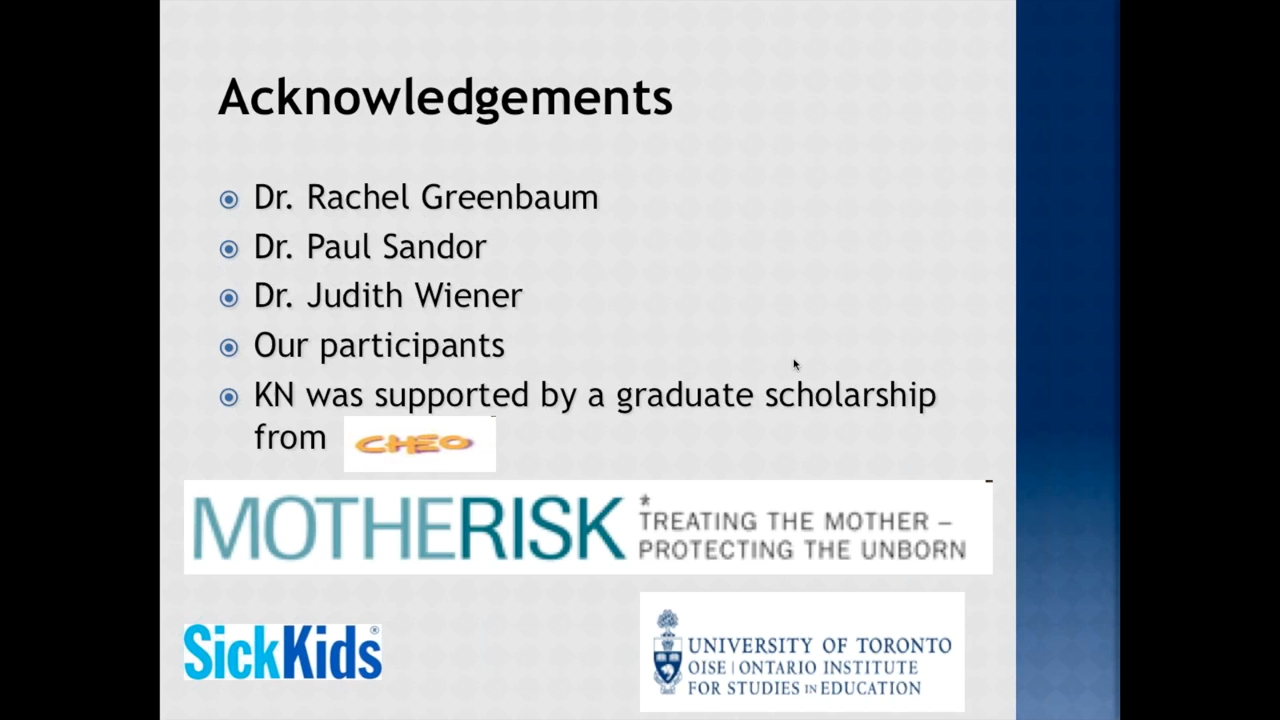 Acknowledgements
Dr. Rachel Greenbaum
Dr. Paul Sandor
Dr. Judith Wiener
Our participants
KN was supported by a graduate scholarship
from CHEO
MOTHERISK * TREATING THE MOTHER –
PROTECTING THE UNBORN
SickKids®
UNIVERSITY OF TORONTO
OISE | ONTARIO INSTITUTE
FOR STUDIES IN EDUCATION